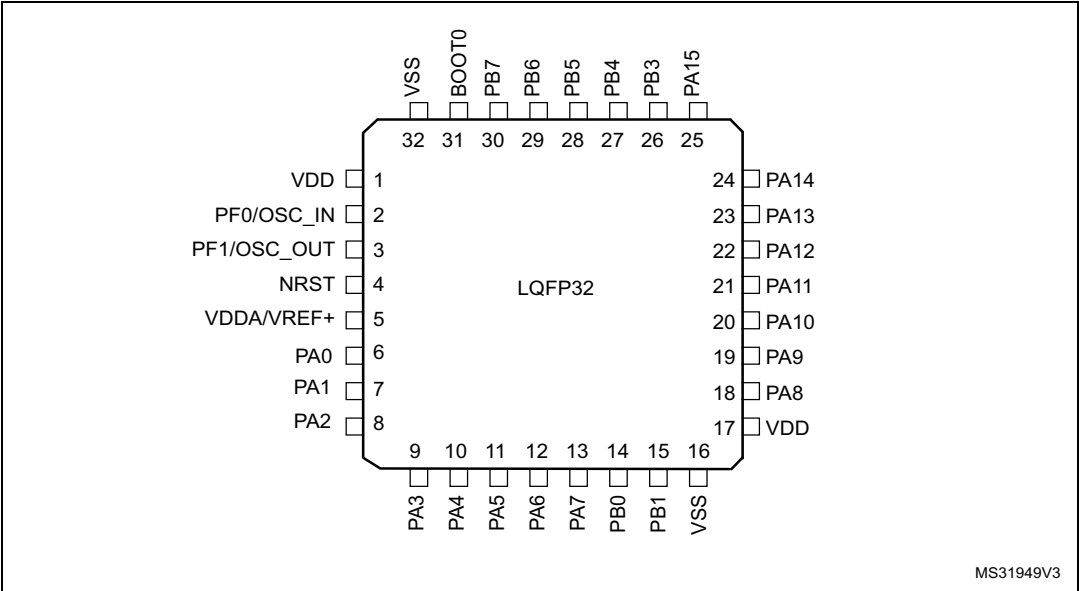 VSS BOOT0 PB7 PB6 PB5 PB4 PB3 PA15
32 31 30 29 28 27 26 25
VDD 1 24 PA14
PF0/OSC_IN 2 23 PA13
PF1/OSC_OUT 3 22 PA12
NRST 4 LQFP32 21 PA11
VDDA/VREF+ 5 20 PA10
PA0 6 19 PA9
PA1 7 18 PA8
PA2 8 17 VDD
9 10 11 12 13 14 15 16
PA3 PA4 PA5 PA6 PA7 PB0 PB1 VSS
MS31949V3